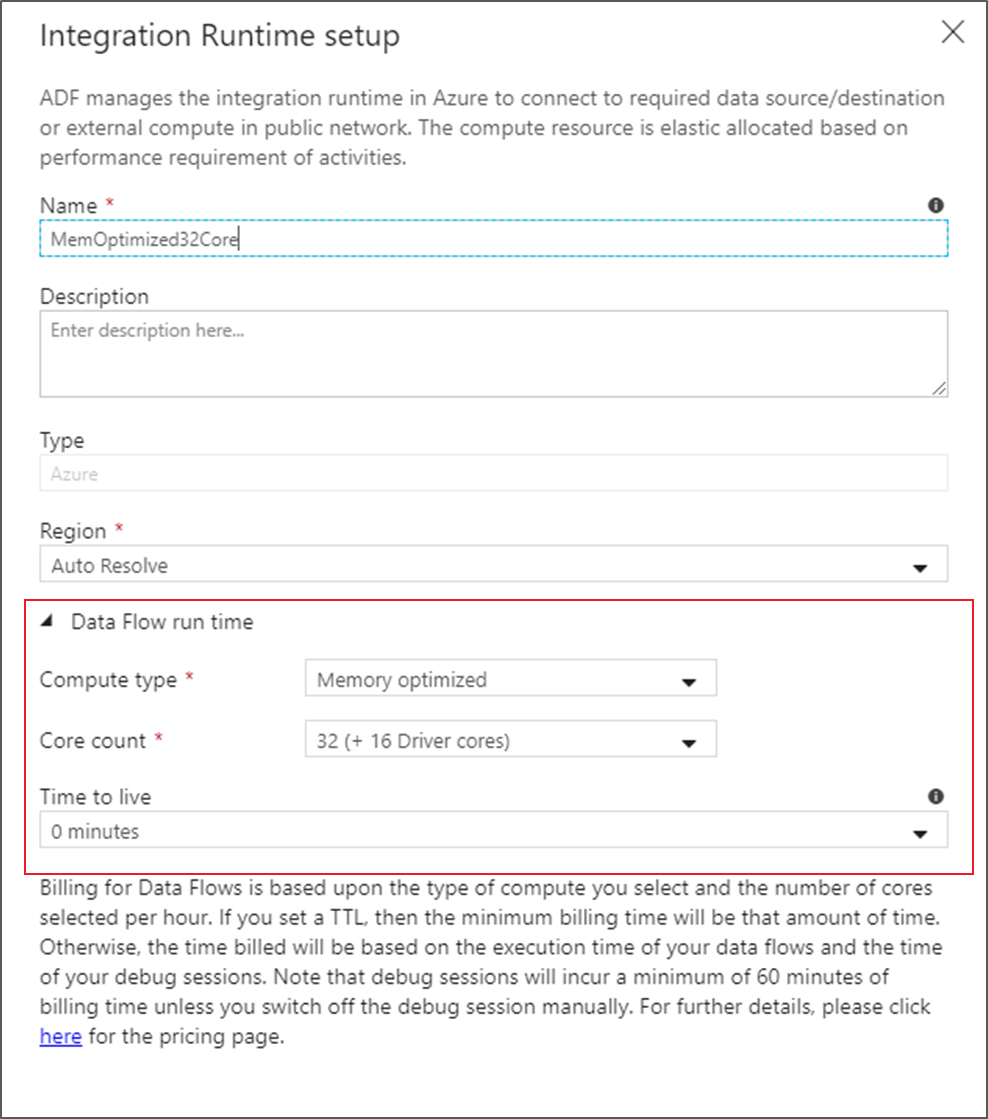 Integration Runtime setup
ADF manages the integration runtime in Azure to connect to required data source/destination
or external compute in public network. The compute resource is elastic allocated based on
performance requirement of activities.
Name *
MemOptimized32Core
Description
Enter description here...
Type
Azure
Region *
Auto Resolve
Data Flow run time
Compute type *
Memory optimized
Core count *
32 (+ 16 Driver cores)
Time to live
0 minutes
Billing for Data Flows is based upon the type of compute you select and the number of cores
selected per hour. If you set a TTL, then the minimum billing time will be that amount of time.
Otherwise, the time billed will be based on the execution time of your data flows and the time
of your debug sessions. Note that debug sessions will incur a minimum of 60 minutes of
billing time unless you switch off the debug session manually. For further details, please click
here for the pricing page.